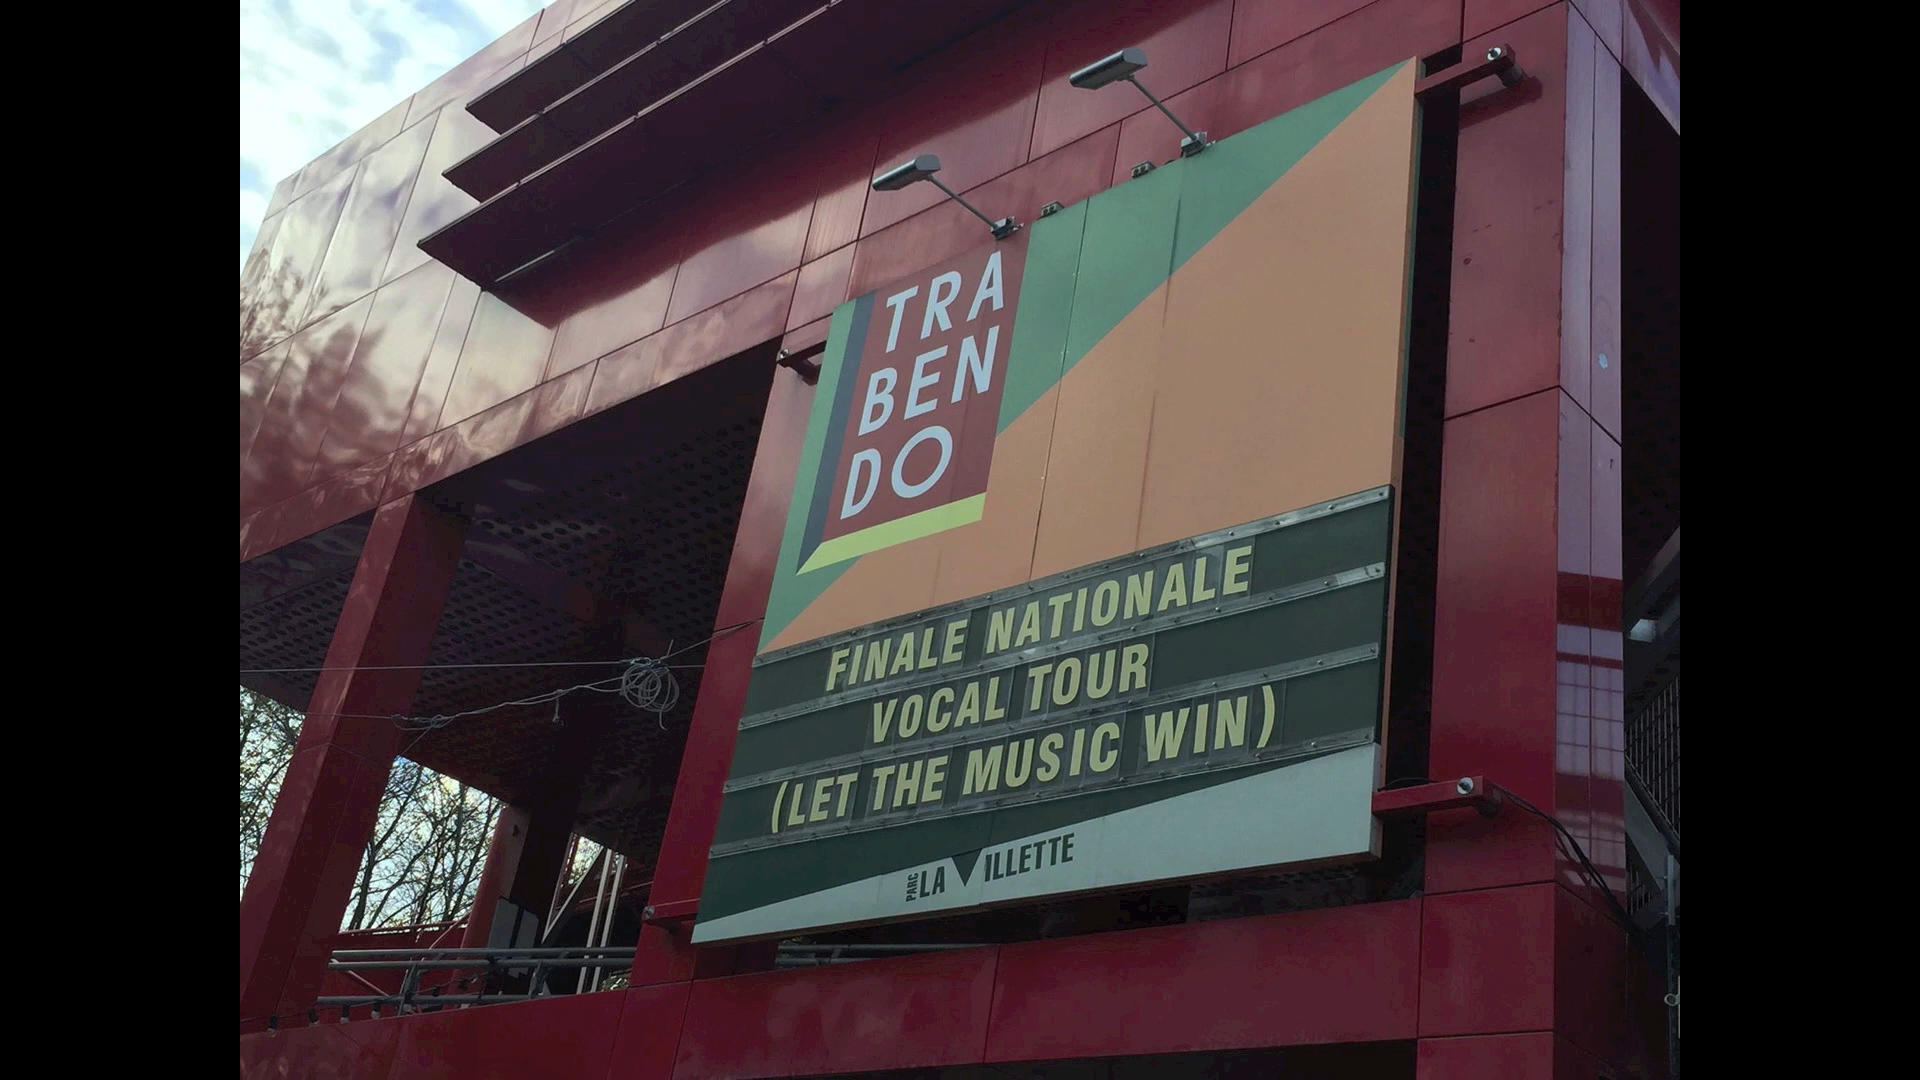 TRA
BEN
DO
FINALE NATIONALE
VOCAL TOUR
(LET THE MUSIC WIN)
PARC LA VILLETTE